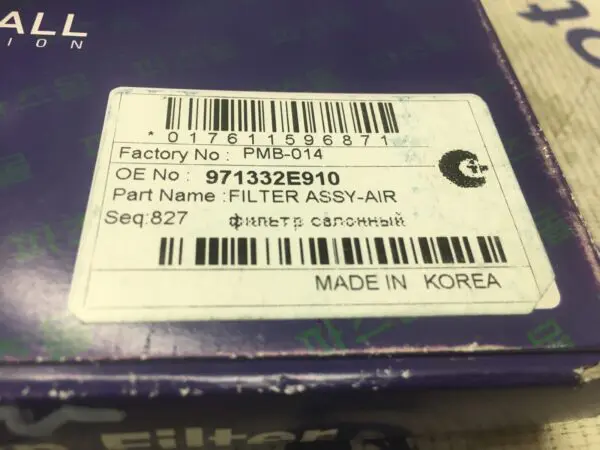 ALL
ION
*017611596871
Factory No : PMB-014
OE No : 971332E910
Part Name :FILTER ASSY-AIR
Seq:827 фильтр салонный
MADE IN KOREA
Filter